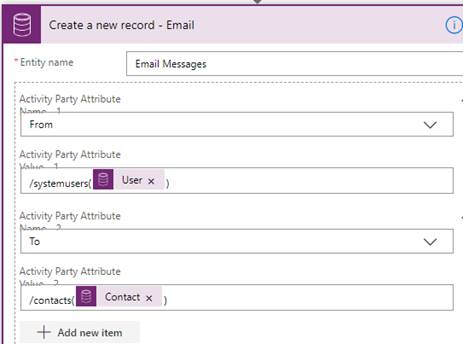 Create a new record - Email
* Entity name
Email Messages
Activity Party Attribute
Name - 1
From
Activity Party Attribute
Value - 1
/systemusers( User × )
Activity Party Attribute
Name - 2
To
Activity Party Attribute
Value - 2
/contacts( Contact × )
+ Add new item